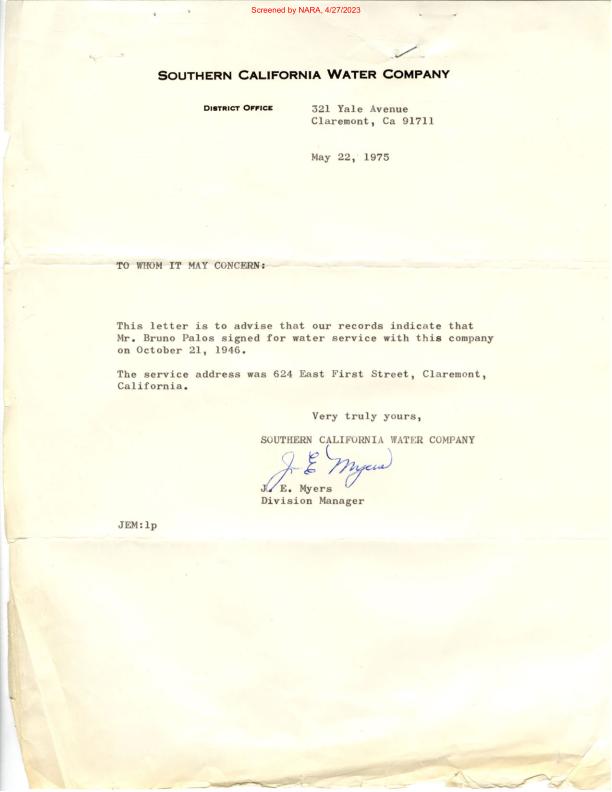 Screened by NARA, 4/27/2023
SOUTHERN CALIFORNIA WATER COMPANY
DISTRICT OFFICE
321 Yale Avenue
Claremont, Ca 91711
May 22, 1975
TO WHOM IT MAY CONCERN:
This letter is to advise that our records indicate that
Mr. Bruno Palos signed for water service with this company
on October 21, 1946.
The service address was 624 East First Street, Claremont,
California.
Very truly yours,
SOUTHERN CALIFORNIA WATER COMPANY
J. E. Myers
J. E. Myers
Division Manager
JEM:lp